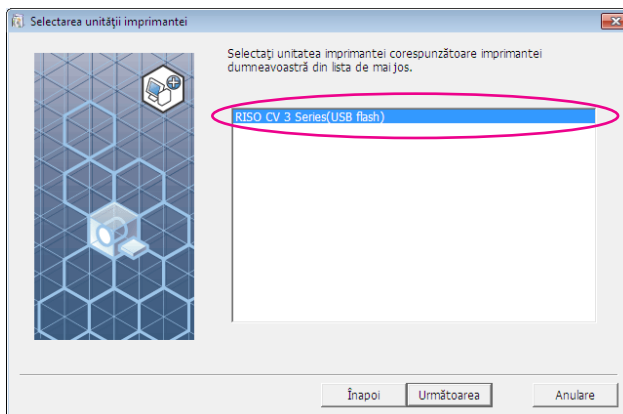 Selectarea unității imprimantei
Selectați unitatea imprimantei corespunzătoare imprimantei
dumneavoastră din lista de mai jos.
RISO CV 3 Series(USB flash)
Înapoi
Următoarea
Anulare